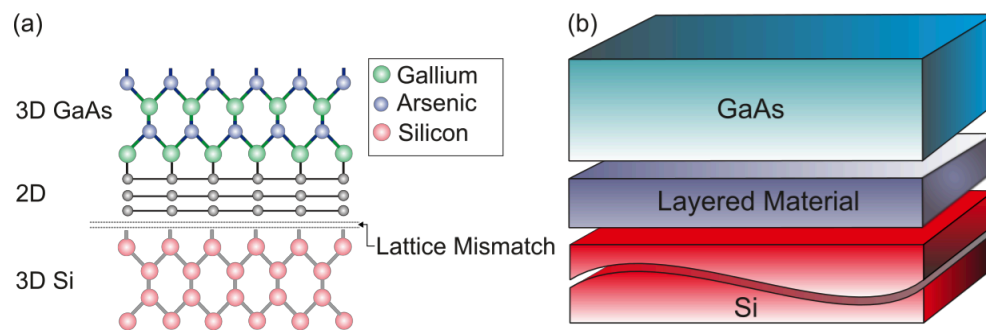 (a)
3D GaAs
2D
3D Si
Gallium
Arsenic
Silicon
Lattice Mismatch
(b)
GaAs
Layered Material
Si